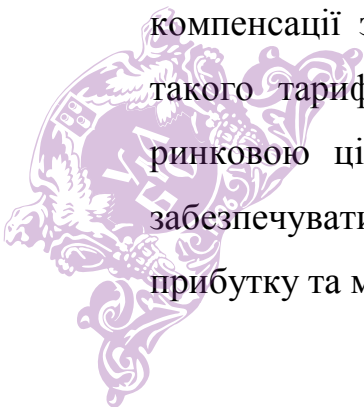 компенсації з
такого тариф
ринковою ці
забезпечувати
прибутку та м